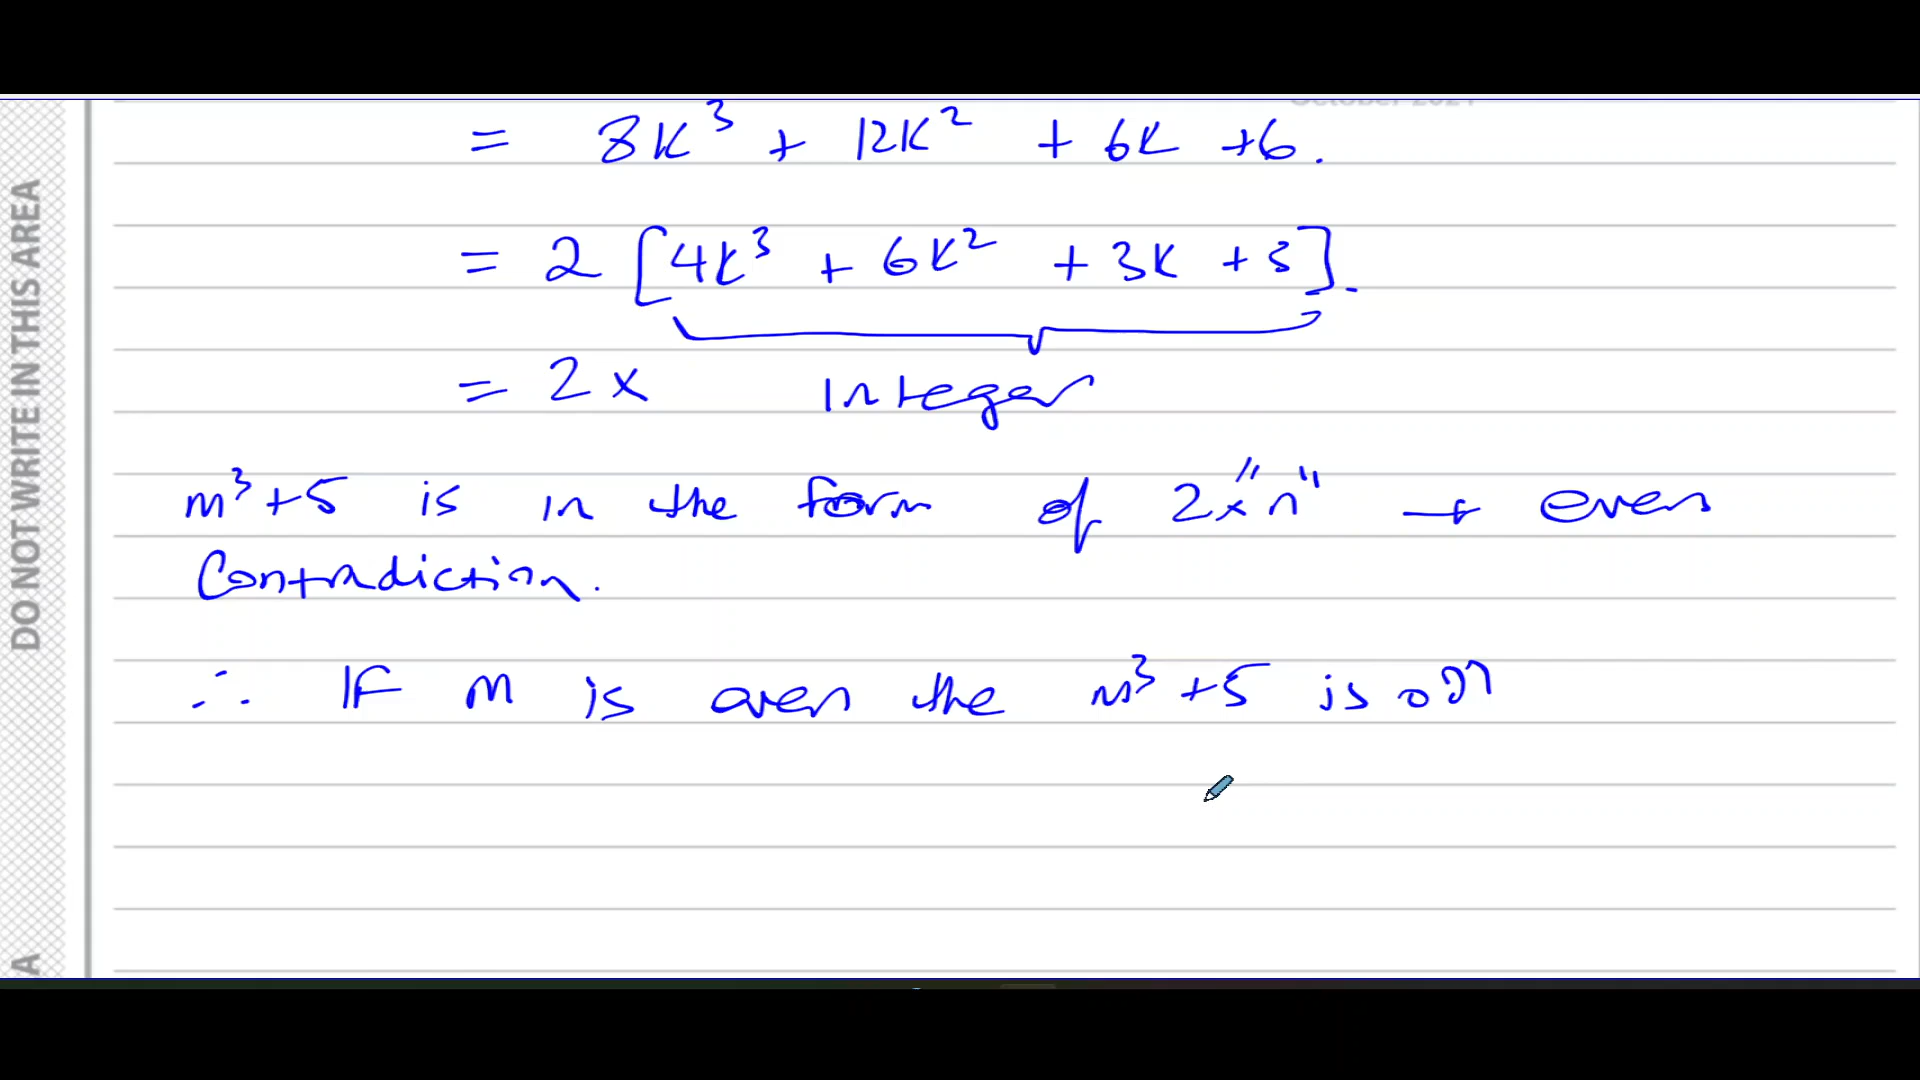 = 8k³ + 12k² + 6k + 6.
= 2 [4k³ + 6k² + 3k + 3].
= 2 x Integer
m³ + 5 is in the form of 2 x "n" → even
Contradiction.
∴ IF m is even the m³ + 5 is odd
DO NOT WRITE IN THIS AREA
A